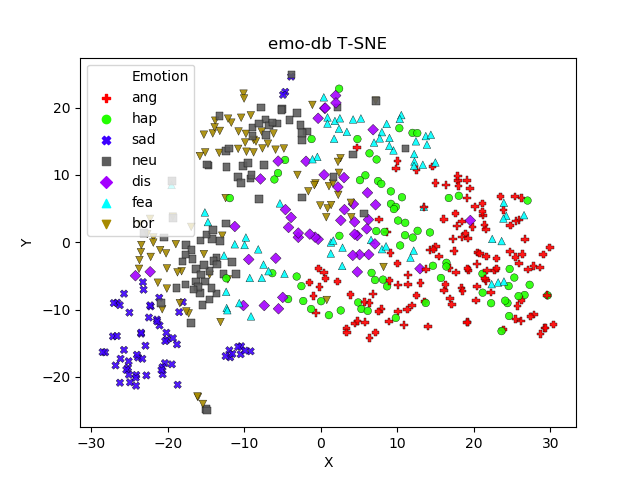 emo-db T-SNE
Emotion
ang
hap
sad
neu
dis
fea
bor
20
10
0
−10
−20
Y
−30
−20
−10
0
10
20
30
X